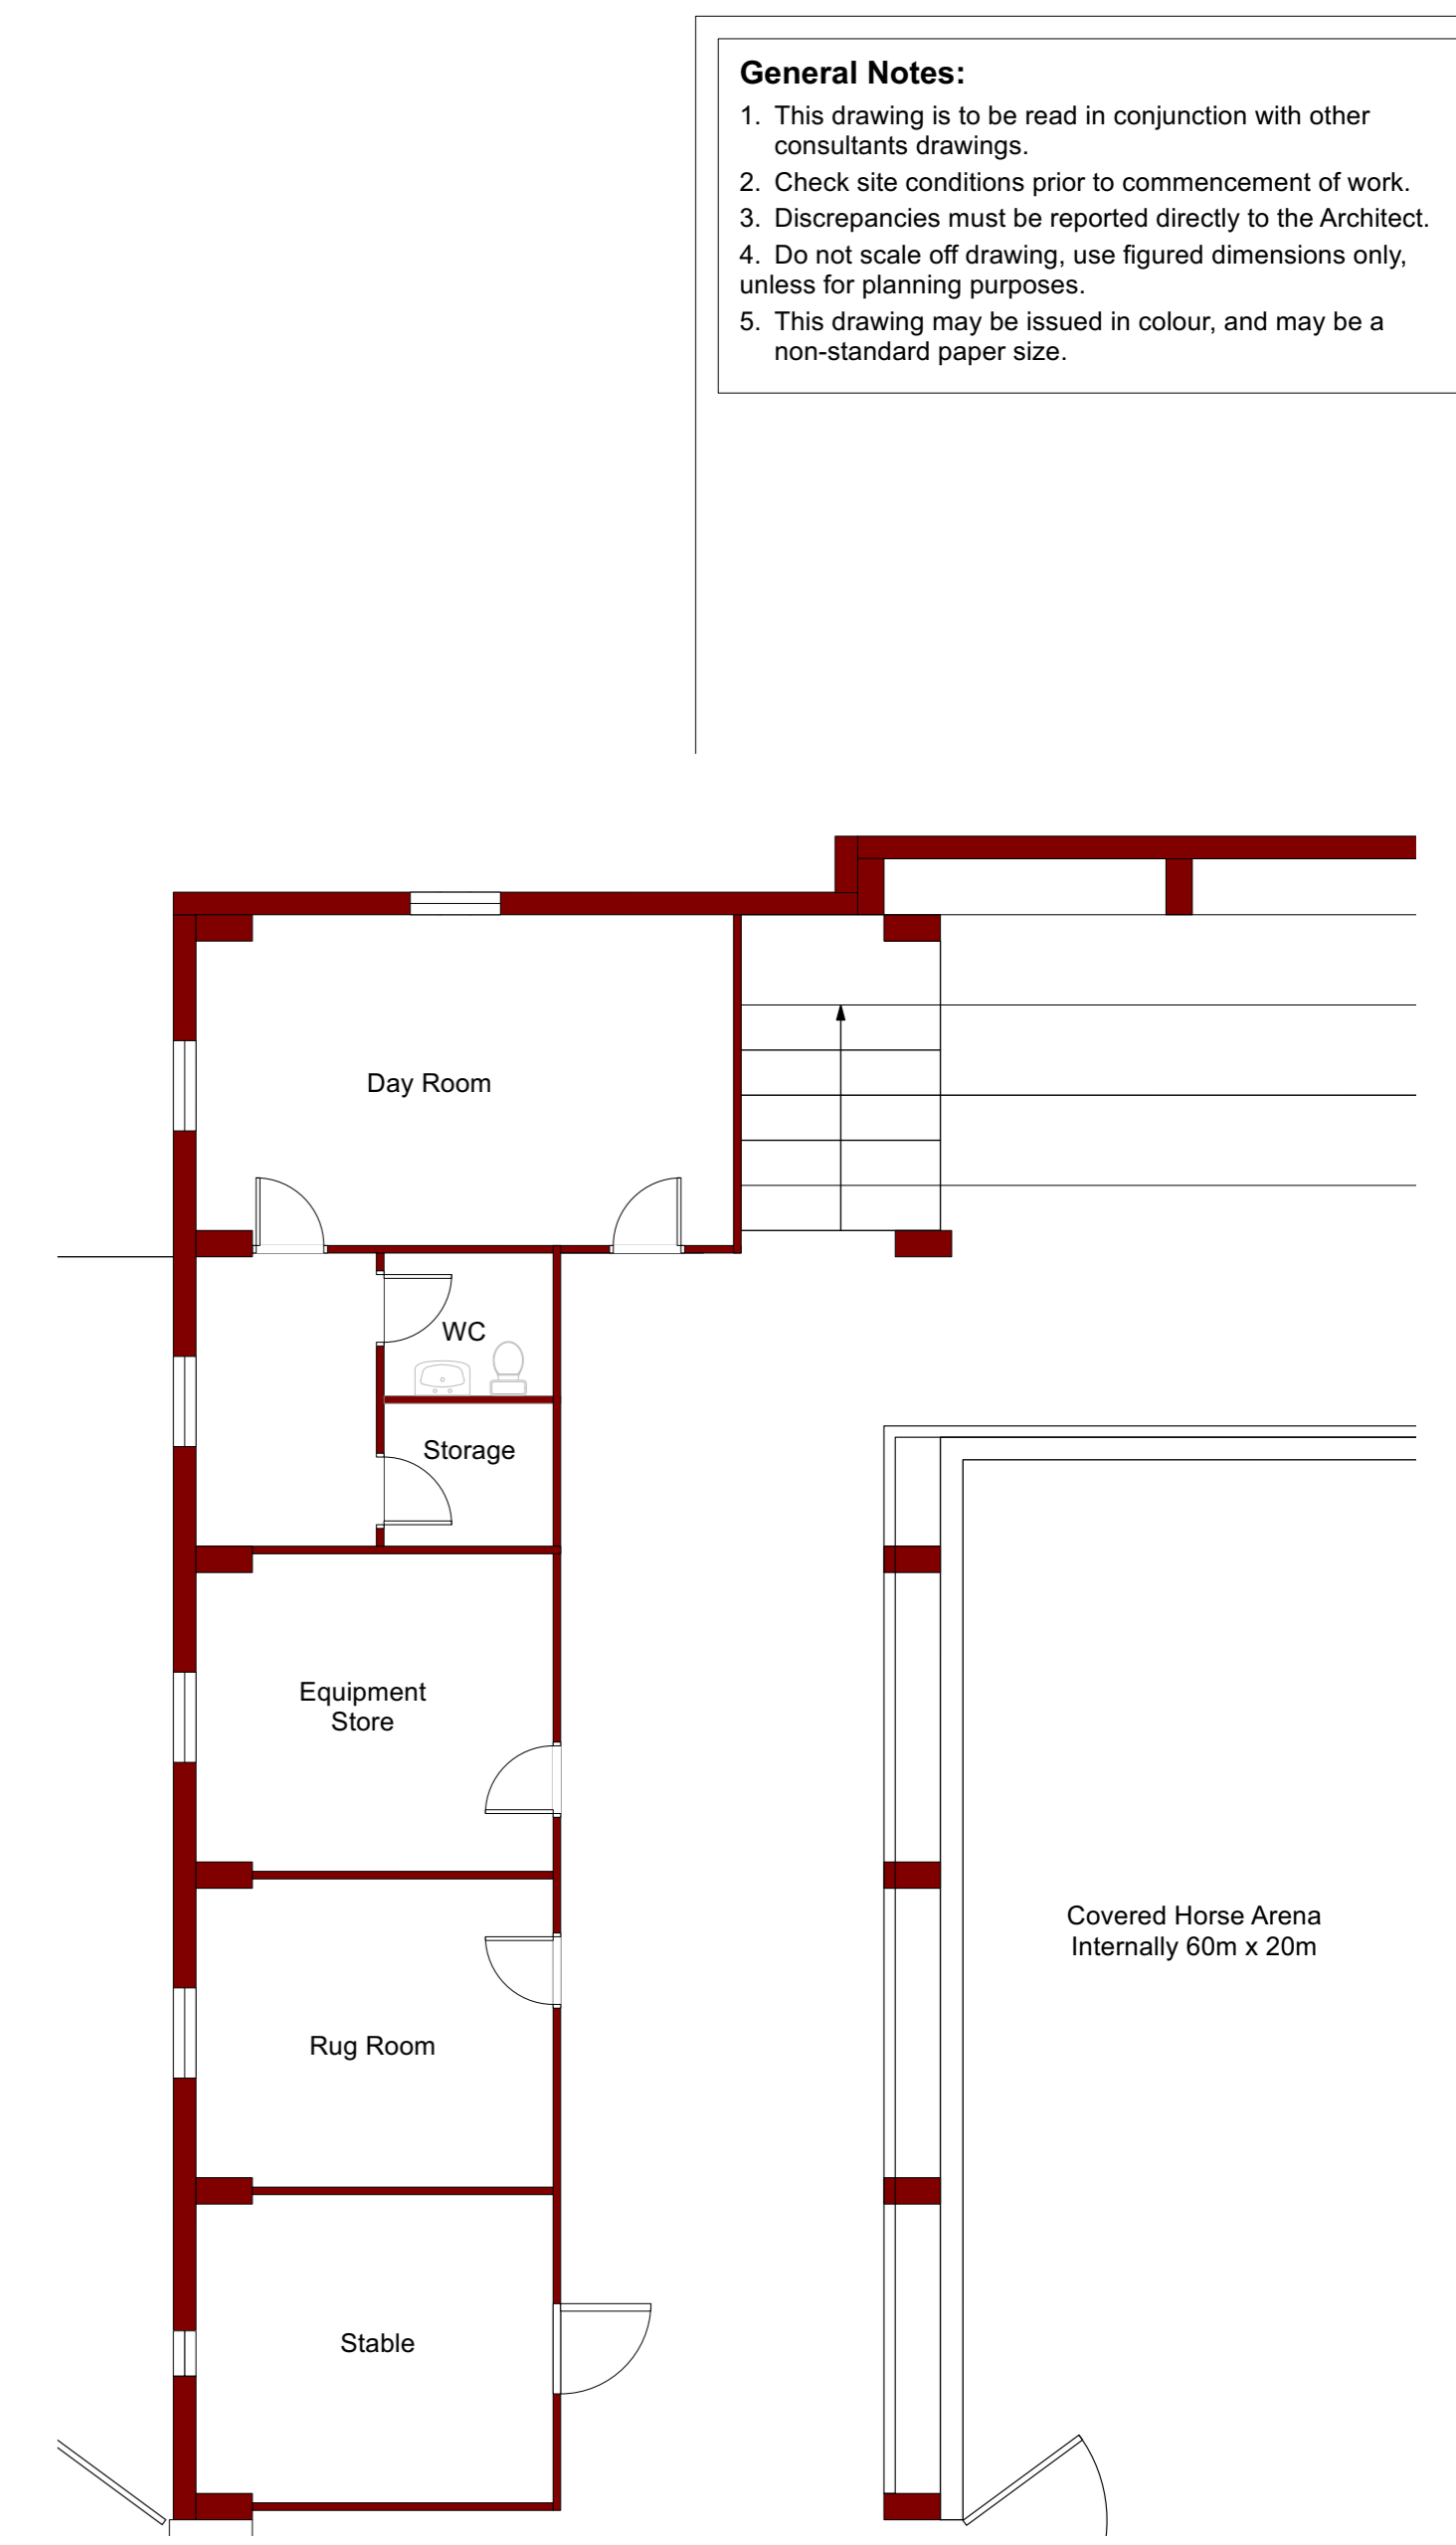 General Notes:
1. This drawing is to be read in conjunction with other
consultants drawings.
2. Check site conditions prior to commencement of work.
3. Discrepancies must be reported directly to the Architect.
4. Do not scale off drawing, use figured dimensions only,
unless for planning purposes.
5. This drawing may be issued in colour, and may be a
non-standard paper size.
Day Room
WC
Storage
Equipment
Store
Covered Horse Arena
Internally 60m x 20m
Rug Room
Stable